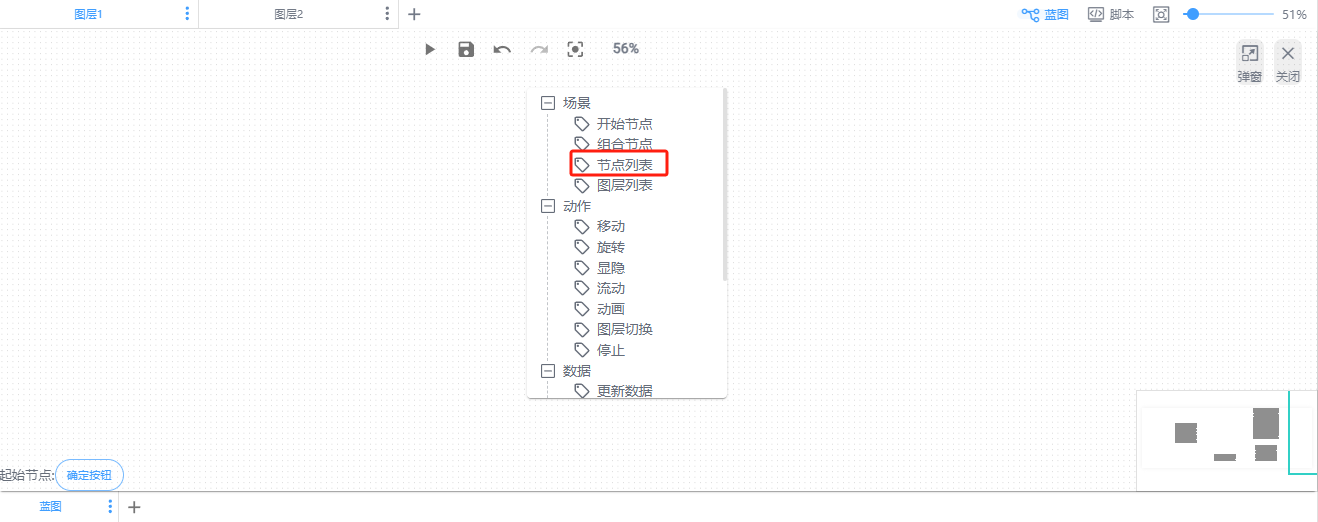 图层1 图层2 蓝图 脚本 51%
56%
弹窗 关闭
场景
开始节点
组合节点
节点列表
图层列表
动作
移动
旋转
显隐
流动
动画
图层切换
停止
数据
更新数据
起始节点: 确定按钮
蓝图